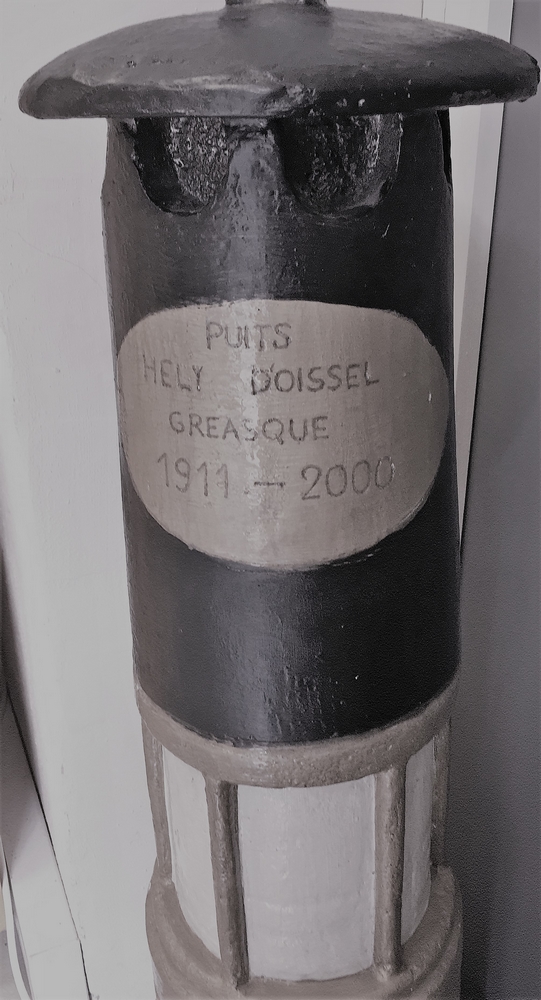 PUITS
HELY D'OISSEL
GREASQUE
1911 - 2000